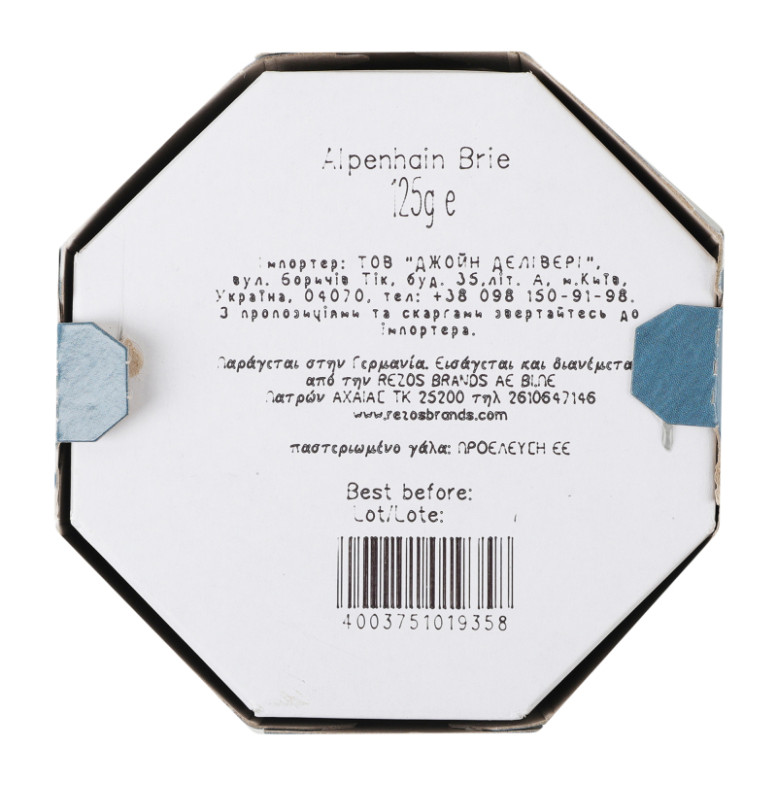 Alpenhain Brie
125g e
Імпортер: ТОВ "ДЖОЙН ДЕЛІВЕРІ",
вул. Боричів Тік, буд. 35,літ. А, м.Київ,
Україна, 04070, тел: +38 098 150-91-98.
З пропозиціями та скаргами звертайтесь до
імпортера.
Παράγεται στην Γερμανία. Εισάγεται και διανέμεται
από την REZOS BRANDS AE ΒΙ.ΠΕ
Πατρών ΑΧΑΙΑΣ ΤΚ 25200 τηλ 2610647146
www.rezosbrands.com
παστεριωμένο γάλα: ΠΡΟΕΛΕΥΣΗ ΕΕ
Best before:
Lot/Lote:
4003751019358